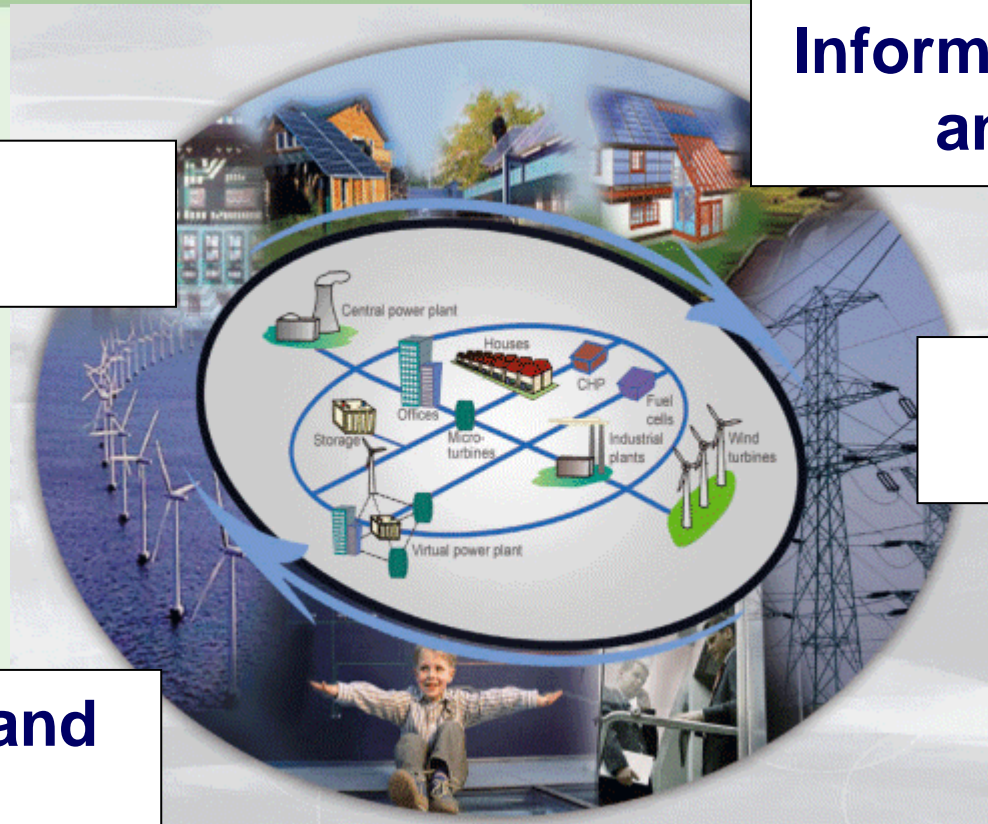 Inform
an
Central power plant
Houses
CHP
Fuel
cells
Offices
Storage
Micro-
turbines
Industrial
plants
Wind
turbines
Virtual power plant
and